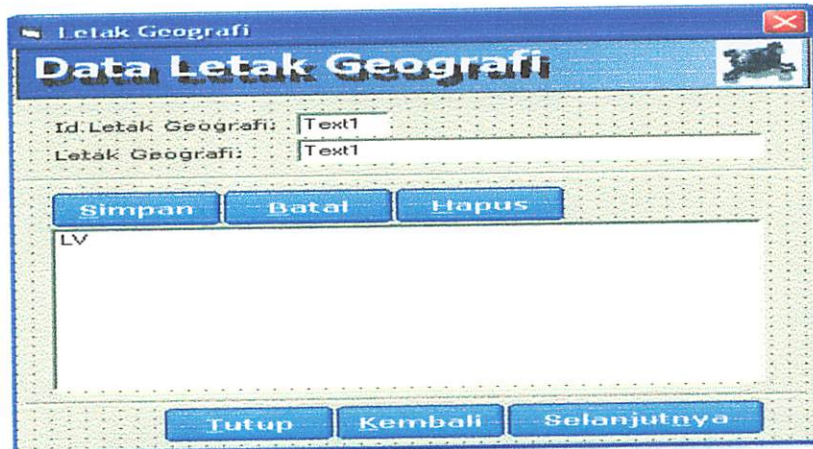 Letak Geografi
Data Letak Geografi
Id Letak Geografi: Text1
Letak Geografi: Text1
Simpan Batal Hapus
LV
Tutup Kembali Selanjutnya